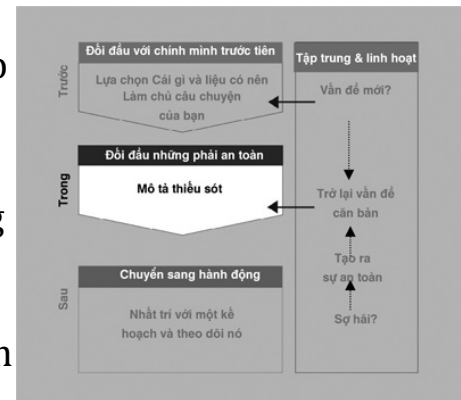 Đối đầu với chính mình trước tiên
Trước
Lựa chọn Cái gì và liệu có nên
Làm chủ câu chuyện
của bạn
Đối đầu những phải an toàn
Trong
Mô tả thiếu sót
Chuyển sang hành động
Sau
Nhất trí với một kế
hoạch và theo dõi nó
Tập trung & linh hoạt
Vấn đề mới?
Trở lại vấn đề
căn bản
Tạo ra
sự an toàn
Sợ hãi?